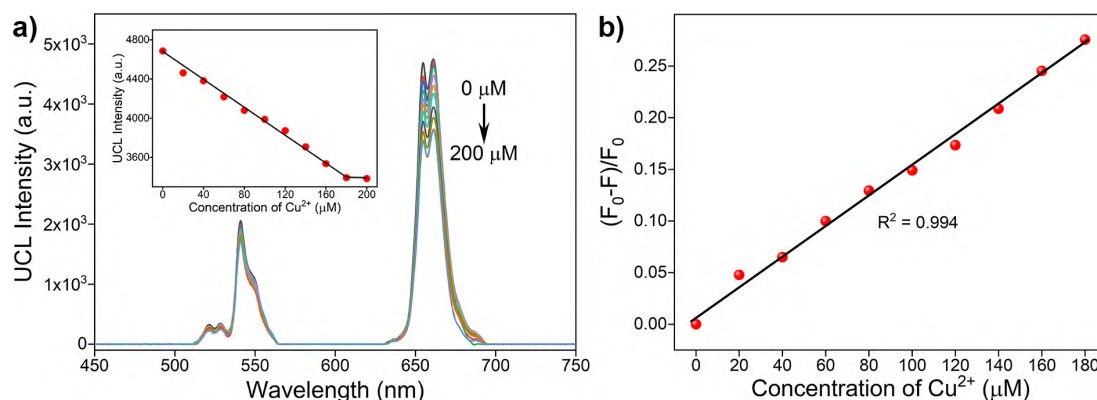 a)
UCL Intensity (a.u.)
5x10³
4x10³
3x10³
2x10³
1x10³
0
450 500 550 600 650 700 750
Wavelength (nm)
UCL Intensity (a.u.)
4800
4400
4000
3600
0 40 80 120 160 200
Concentration of Cu²⁺ (μM)
0 μM
200 μM
b)
(F₀-F)/F₀
0.25
0.20
0.15
0.10
0.05
0.00
0 20 40 60 80 100 120 140 160 180
Concentration of Cu²⁺ (μM)
R² = 0.994